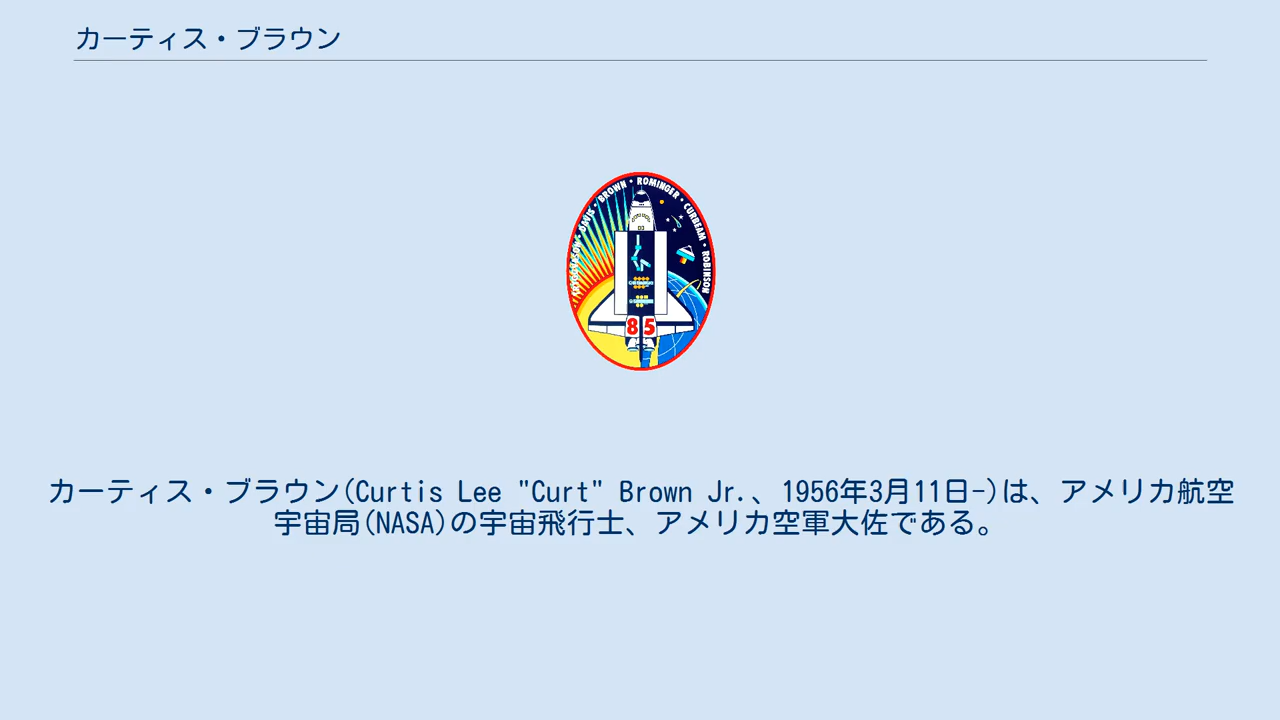 カーティス・ブラウン
DAVIS • BROWN • ROMINGER • CURBEAM • ROBINSON
85
カーティス・ブラウン(Curtis Lee "Curt" Brown Jr.、1956年3月11日-)は、アメリカ航空
宇宙局(NASA)の宇宙飛行士、アメリカ空軍大佐である。